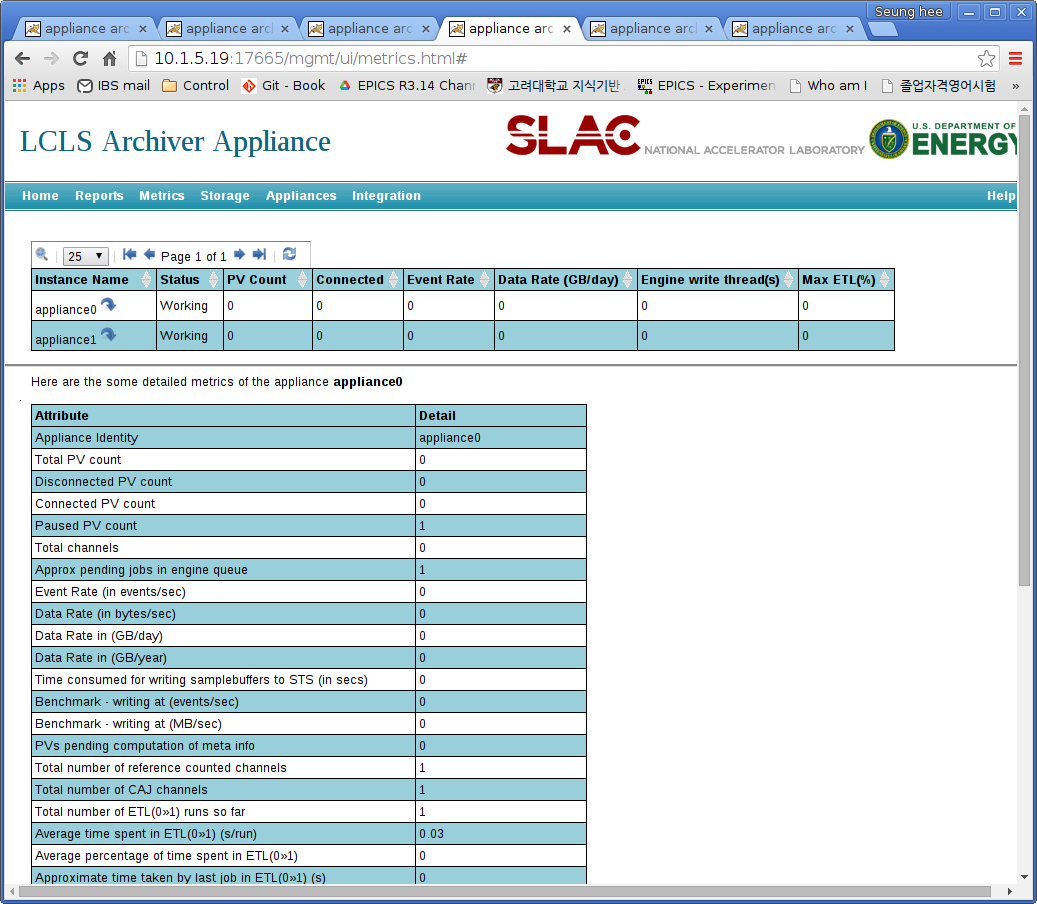 Seung hee
appliance arc appliance arcl appliance arc appliance arc appliance arcl appliance arc
10.1.5.19:17665/mgmt/ui/metrics.html#
Apps IBS mail Control Git - Book EPICS R3.14 Chann 고려대학교 지식기반 EPICS - Experimen Who am I 졸업자격영어시험 »
LCLS Archiver Appliance
SLAC NATIONAL ACCELERATOR LABORATORY
U.S. DEPARTMENT OF
ENERGY
Home Reports Metrics Storage Appliances Integration Help
25 Page 1 of 1
Instance Name Status PV Count Connected Event Rate Data Rate (GB/day) Engine write thread(s) Max ETL(%)
appliance0 Working 0 0 0 0 0 0
appliance1 Working 0 0 0 0 0 0
Here are the some detailed metrics of the appliance appliance0
Attribute Detail
Appliance Identity appliance0
Total PV count 0
Disconnected PV count 0
Connected PV count 0
Paused PV count 1
Total channels 0
Approx pending jobs in engine queue 1
Event Rate (in events/sec) 0
Data Rate (in bytes/sec) 0
Data Rate in (GB/day) 0
Data Rate in (GB/year) 0
Time consumed for writing samplebuffers to STS (in secs) 0
Benchmark - writing at (events/sec) 0
Benchmark - writing at (MB/sec) 0
PVs pending computation of meta info 0
Total number of reference counted channels 1
Total number of CAJ channels 1
Total number of ETL(0»1) runs so far 1
Average time spent in ETL(0»1) (s/run) 0.03
Average percentage of time spent in ETL(0»1) 0
Approximate time taken by last job in ETL(0»1) (s) 0